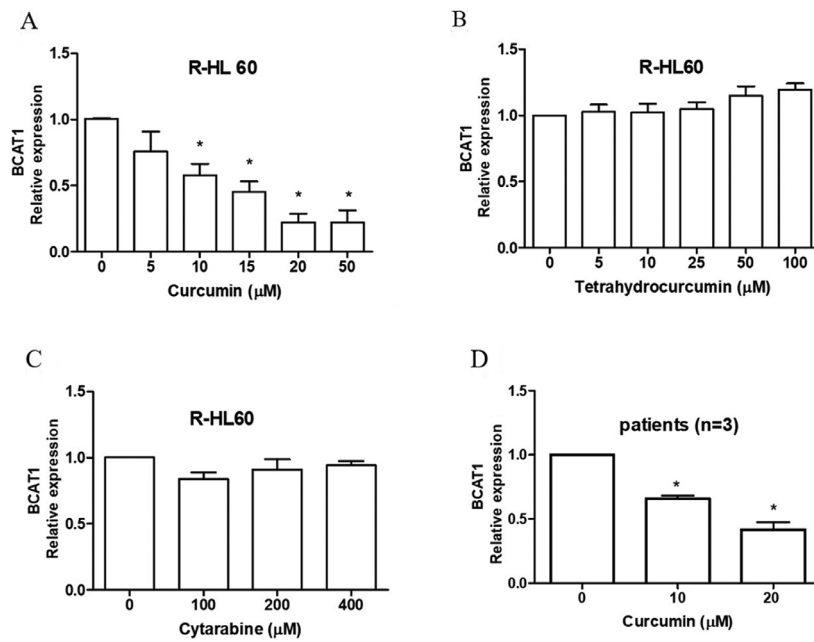 A
R-HL 60
BCAT1
Relative expression
1.5
1.0
0.5
0.0
*
*
*
*
0 5 10 15 20 50
Curcumin (μM)
B
R-HL60
BCAT1
Relative expression
1.5
1.0
0.5
0.0
0 5 10 25 50 100
Tetrahydrocurcumin (μM)
C
R-HL60
BCAT1
Relative expression
1.5
1.0
0.5
0.0
0 100 200 400
Cytarabine (μM)
D
patients (n=3)
BCAT1
Relative expression
1.5
1.0
0.5
0.0
*
*
0 10 20
Curcumin (μM)